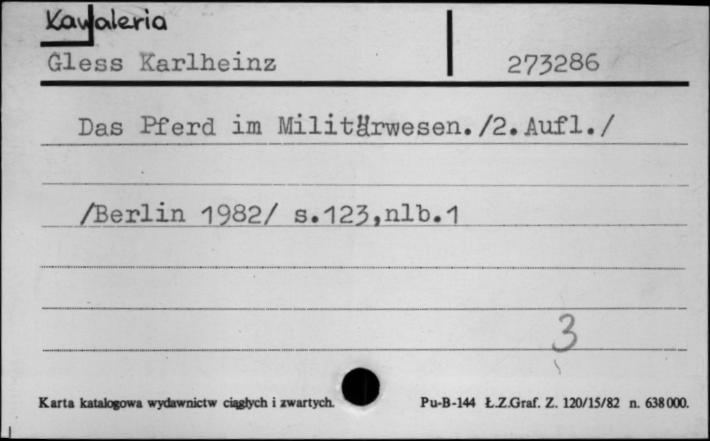 Kawaleria
Gless Karlheinz 273286
Das Pferd im Militärwesen./2.Aufl./
/Berlin 1982/ s.123,nlb.1
3
Karta katalogowa wydawnictw ciągłych i zwartych. Pu-B-144 Ł.Z.Graf. Z. 120/15/82 n. 638000.